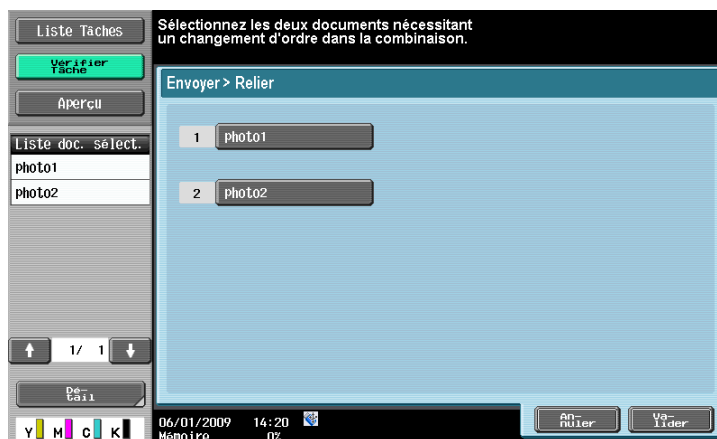 Liste Tâches
Vérifier
Tâche
Aperçu
Liste doc. sélect.
photo1
photo2
1/ 1
Dé-
tail
Y M C K
Sélectionnez les deux documents nécessitant
un changement d'ordre dans la combinaison.
Envoyer > Relier
1 photo1
2 photo2
06/01/2009 14:20
Mémoire 0%
An-
nuler
Va-
lider